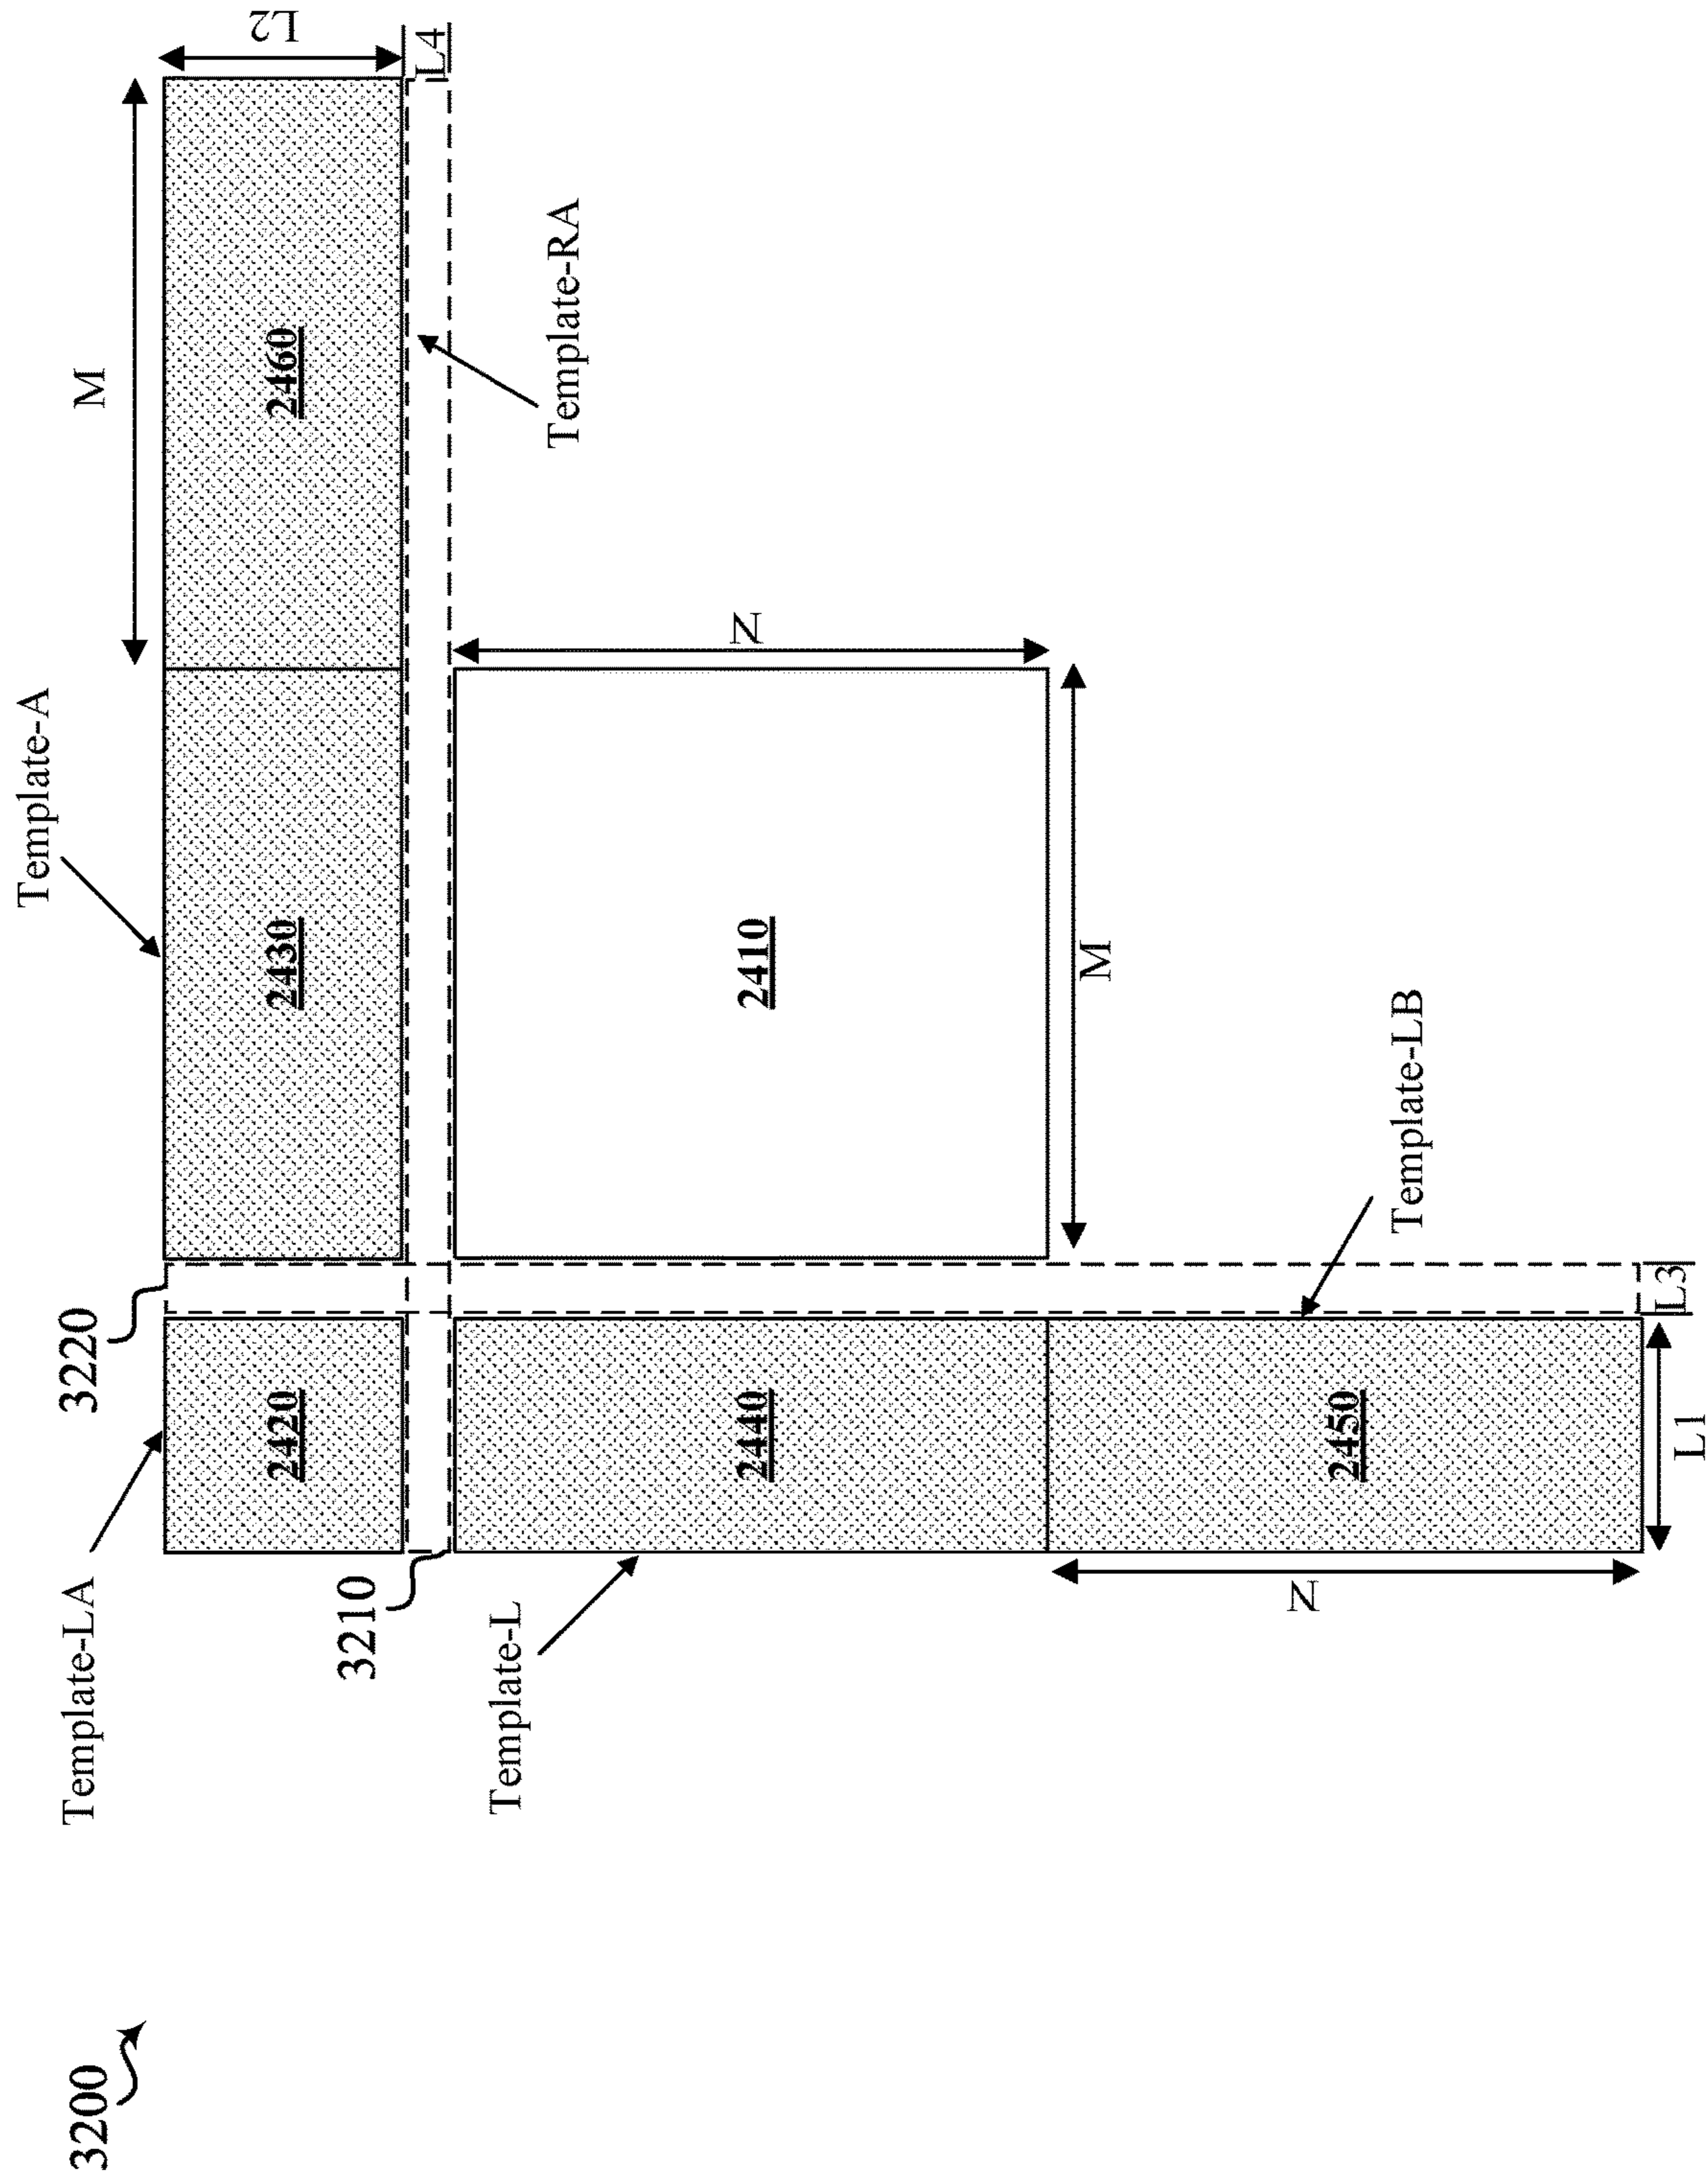 3200
Template-LA
3220
Template-A
M
L2
2420
2430
2460
3210
L4
Template-L
Template-RA
2440
2410
N
M
2450
Template-LB
N
L1
L3